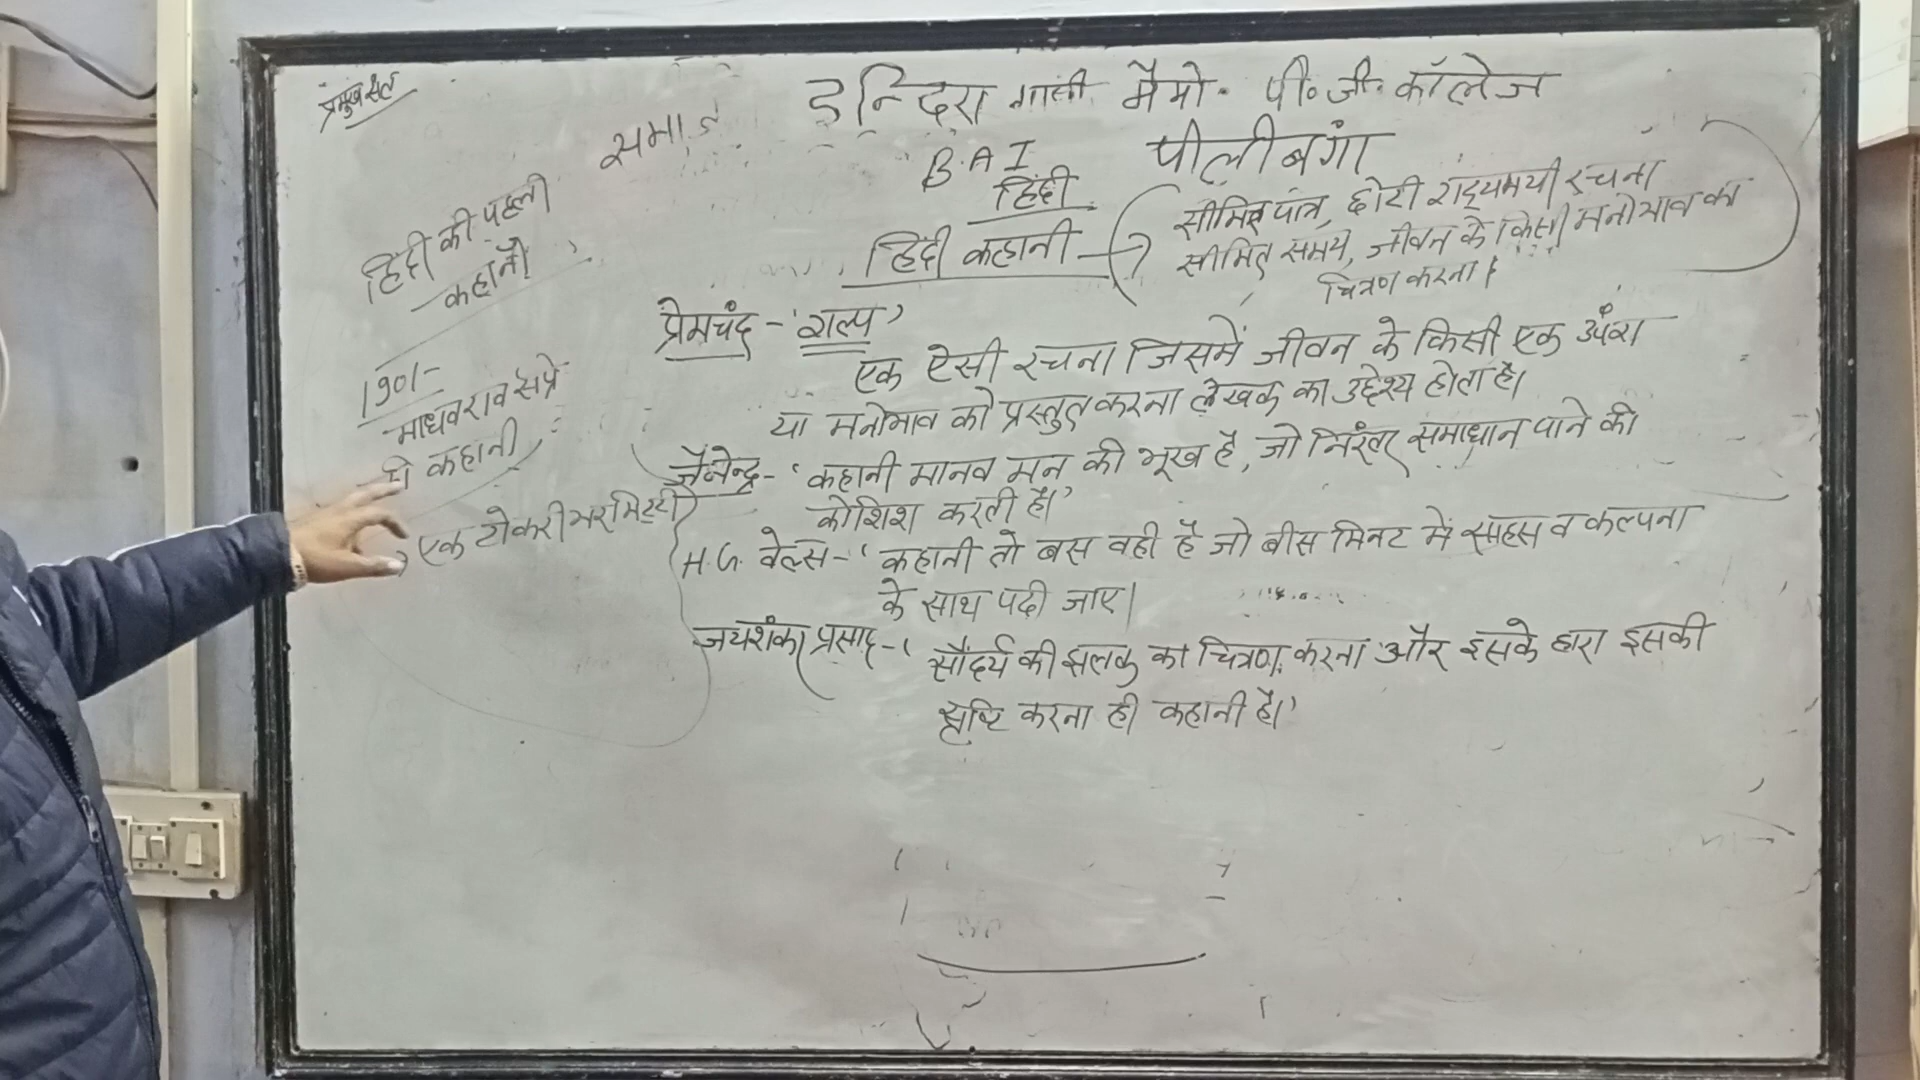 इन्दिरा गांधी मैमो. पी॰ जी॰ कॉलेज
पीलीबंगा
B.A I
हिंदी
हिंदी कहानी -
सीमित पात्र, छोटी गद्यमयी रचना
सीमित समय, जीवन के किसी मनोभाव का
चित्रण करना।
प्रेमचंद - 'गल्प'
एक ऐसी रचना जिसमें जीवन के किसी एक अंश
या मनोभाव को प्रस्तुत करना लेखक का उद्देश्य होता है।
जैनेन्द्र - 'कहानी मानव मन की भूख है, जो निरंतर समाधान पाने की
कोशिश करती है।'
H.G. वेल्स - 'कहानी तो बस वही है जो बीस मिनट में साहस व कल्पना
के साथ पढी जाए।
जयशंकर प्रसाद - 'सौंदर्य की झलक का चित्रण करना और इसके द्वारा इसकी
सृष्टि करना ही कहानी है।'
प्रमुख
हिंदी की पहली
कहानी
1901-
माधवराव सप्रे
की कहानी
एक टोकरी भर मिट्टी